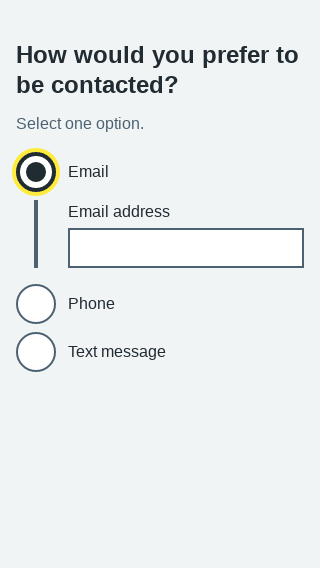 How would you prefer to
be contacted?
Select one option.
Email
Email address
Phone
Text message